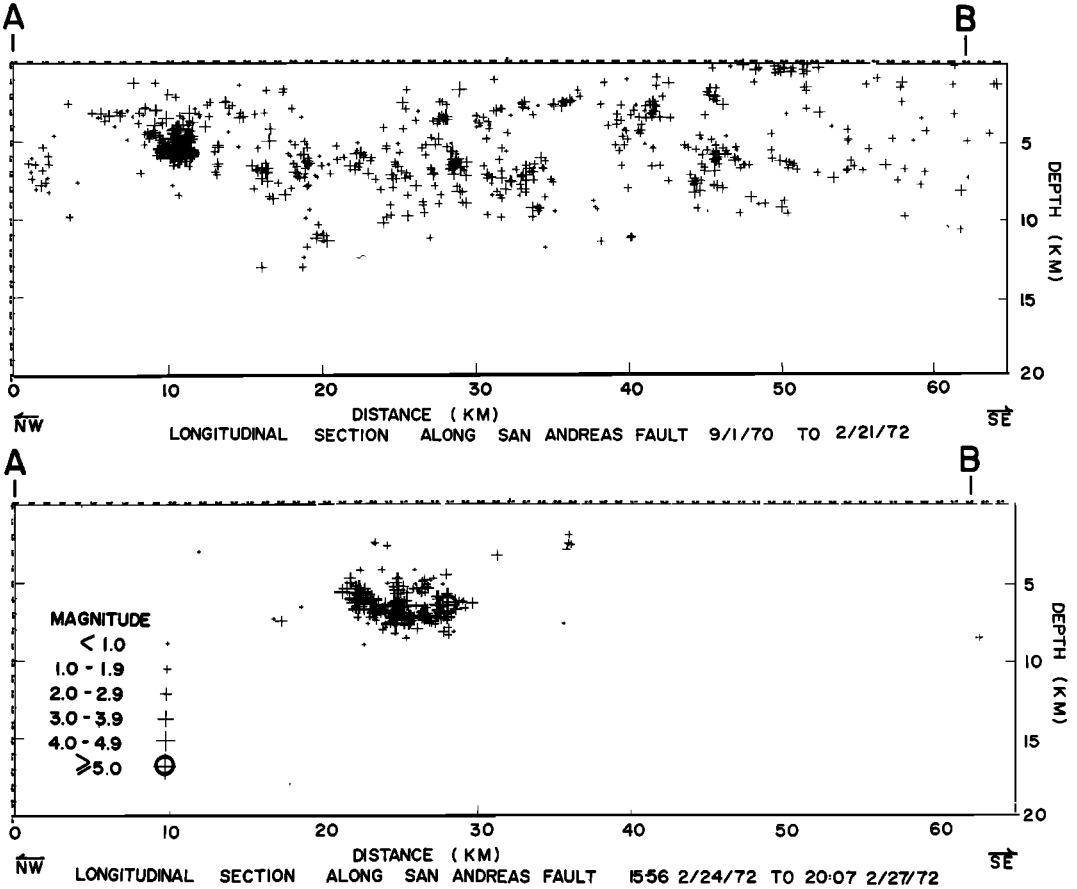 A B
5
10
15
20
DEPTH (KM)
0 10 20 30 40 50 60
NW DISTANCE (KM) SE
LONGITUDINAL SECTION ALONG SAN ANDREAS FAULT 9/1/70 TO 2/21/72
A B
5
10
15
20
DEPTH (KM)
MAGNITUDE
< 1.0
1.0 - 1.9
2.0 - 2.9
3.0 - 3.9
4.0 - 4.9
≥5.0
0 10 20 30 40 50 60
NW DISTANCE (KM) SE
LONGITUDINAL SECTION ALONG SAN ANDREAS FAULT 15:56 2/24/72 TO 20:07 2/27/72